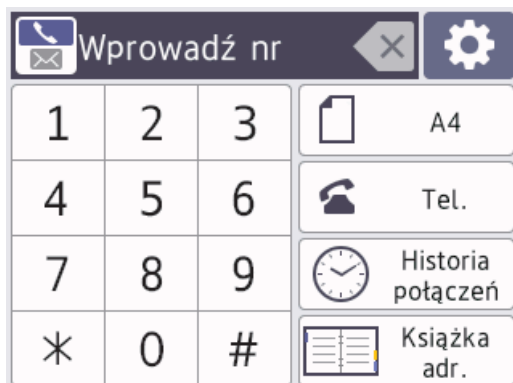 Wprowadź nr
1 2 3
A4
4 5 6
Tel.
7 8 9
Historia
połączeń
* 0 #
Książka
adr.